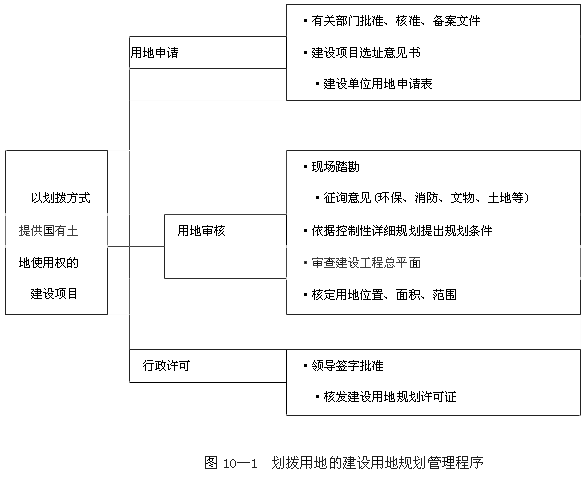 ·有关部门批准、核准、备案文件
用地申请
·建设项目选址意见书
·建设单位用地申请表
·现场踏勘
以划拨方式
·征询意见(环保、消防、文物、土地等)
提供国有土
用地审核
·依据控制性详细规划提出规划条件
地使用权的
·审查建设工程总平面
建设项目
·核定用地位置、面积、范围
行政许可
·领导签字批准
·核发建设用地规划许可证
图 10—1 划拨用地的建设用地规划管理程序